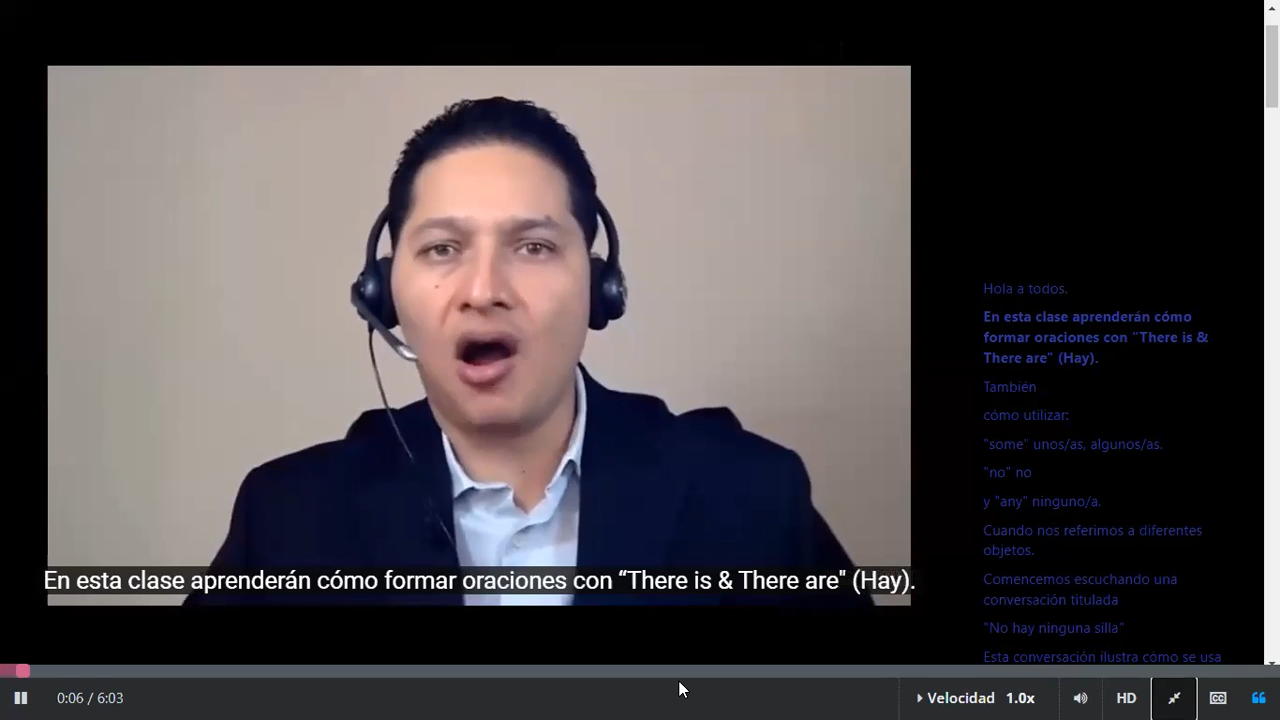 Hola a todos.
En esta clase aprenderán cómo
formar oraciones con “There is &
There are" (Hay).
También
cómo utilizar:
"some" unos/as, algunos/as.
"no" no
y "any" ninguno/a.
Cuando nos referimos a diferentes
objetos.
Comencemos escuchando una
conversación titulada
"No hay ninguna silla"
Esta conversación ilustra cómo se usa
En esta clase aprenderán cómo formar oraciones con “There is & There are" (Hay).
0:06 / 6:03
Velocidad 1.0x
HD
CC